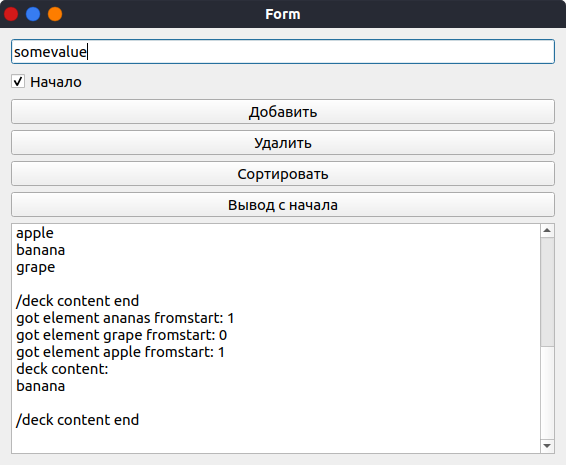 Form
somevalue
Начало
Добавить
Удалить
Сортировать
Вывод с начала
apple
banana
grape
/deck content end
got element ananas fromstart: 1
got element grape fromstart: 0
got element apple fromstart: 1
deck content:
banana
/deck content end